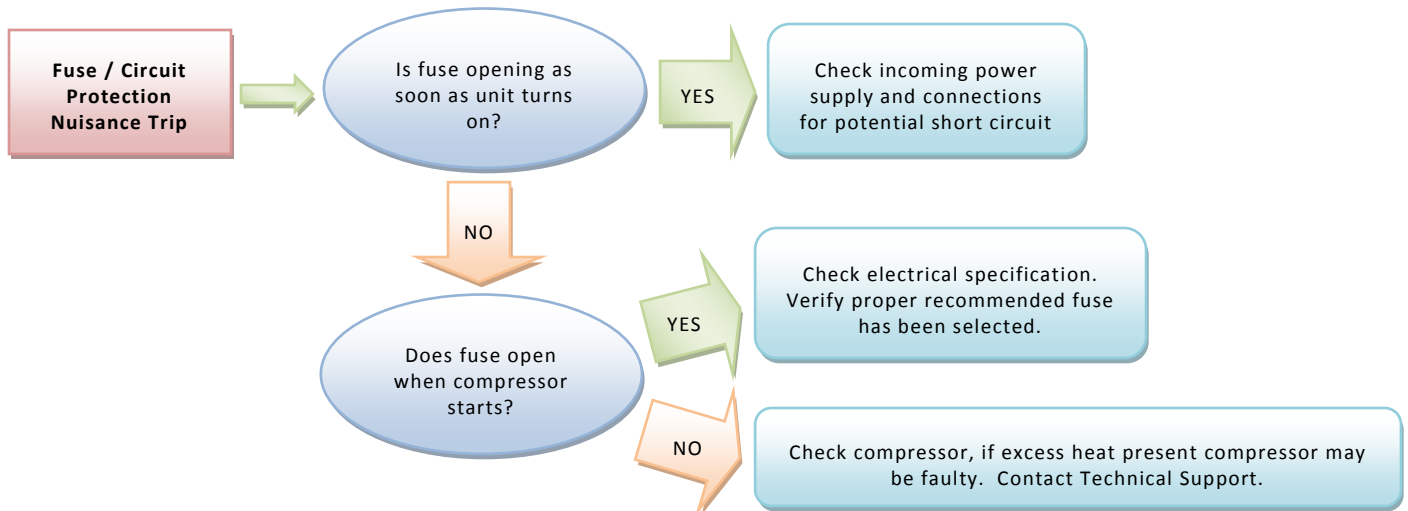 Fuse / Circuit
Protection
Nuisance Trip
Is fuse opening as
soon as unit turns
on?
YES
Check incoming power
supply and connections
for potential short circuit
NO
Does fuse open
when compressor
starts?
YES
Check electrical specification.
Verify proper recommended fuse
has been selected.
NO
Check compressor, if excess heat present compressor may
be faulty.  Contact Technical Support.